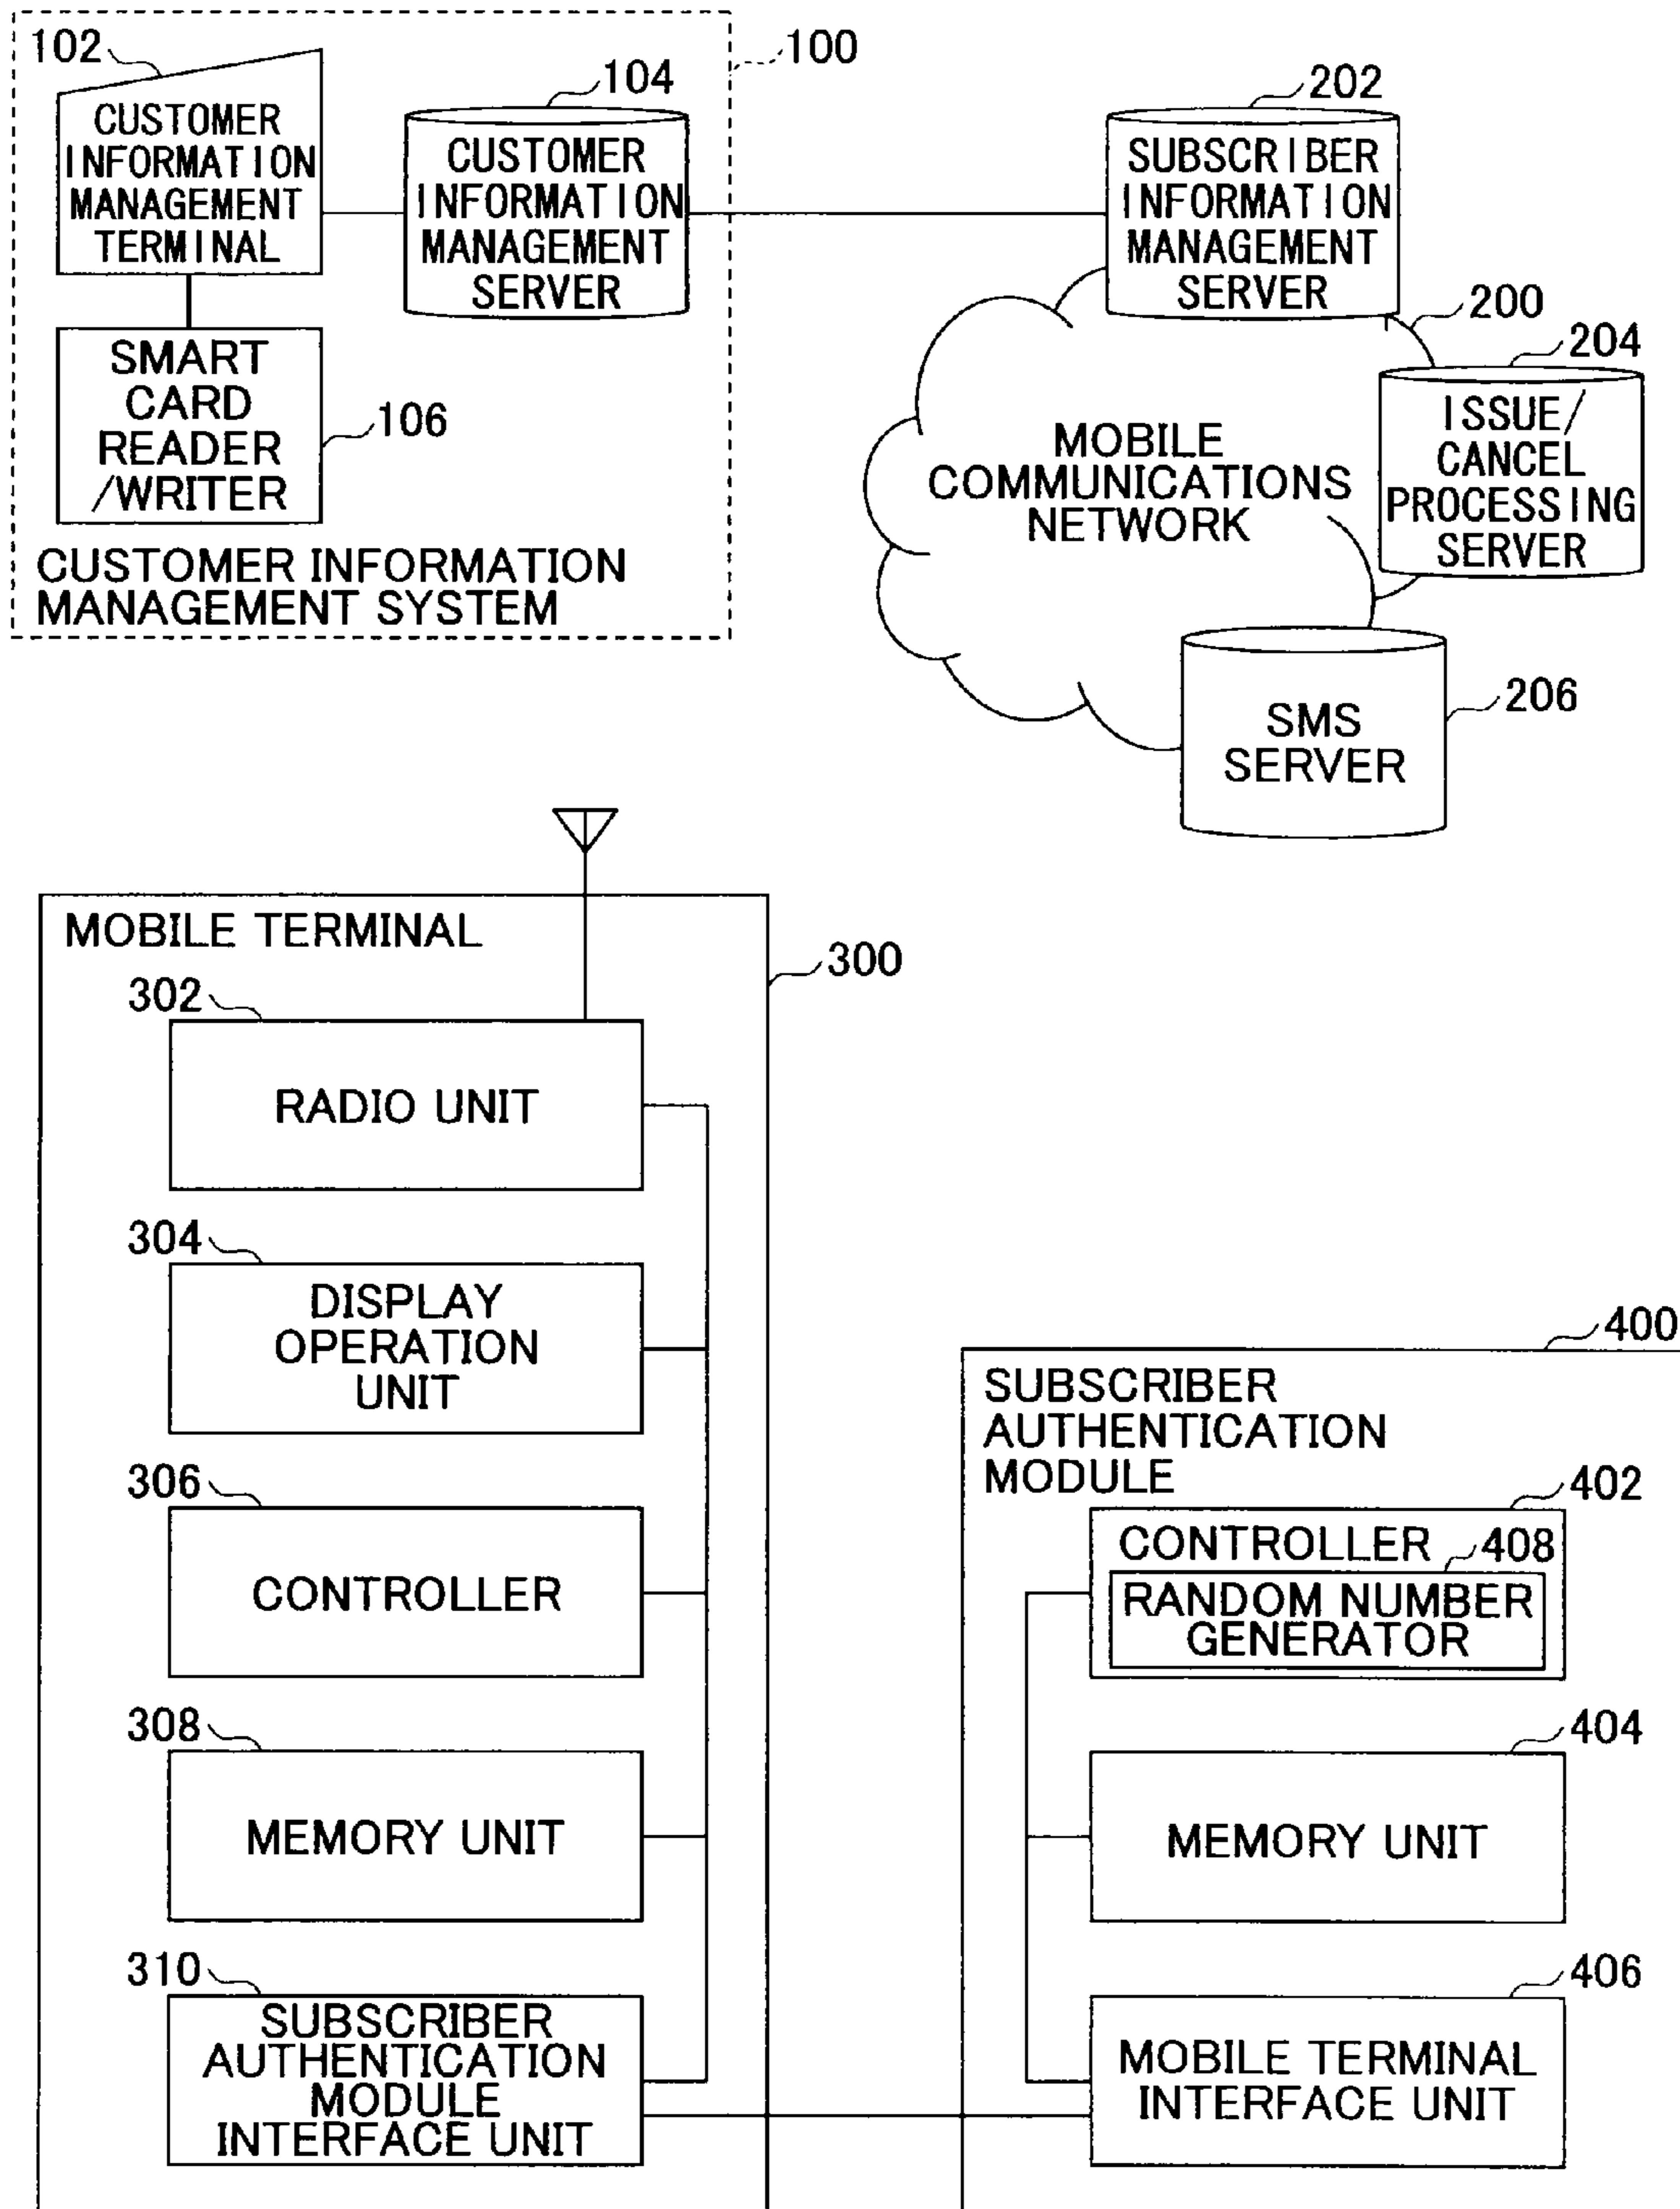 102
CUSTOMER
INFORMATION
MANAGEMENT
TERMINAL
104
CUSTOMER
INFORMATION
MANAGEMENT
SERVER
100
SMART
CARD
READER
/WRITER
106
CUSTOMER INFORMATION
MANAGEMENT SYSTEM
202
SUBSCRIBER
INFORMATION
MANAGEMENT
SERVER
200
204
ISSUE/
CANCEL
PROCESSING
SERVER
MOBILE
COMMUNICATIONS
NETWORK
206
SMS
SERVER
MOBILE TERMINAL
300
302
RADIO UNIT
304
DISPLAY
OPERATION
UNIT
306
CONTROLLER
308
MEMORY UNIT
310
SUBSCRIBER
AUTHENTICATION
MODULE
INTERFACE UNIT
400
SUBSCRIBER
AUTHENTICATION
MODULE
402
CONTROLLER
408
RANDOM NUMBER
GENERATOR
404
MEMORY UNIT
406
MOBILE TERMINAL
INTERFACE UNIT